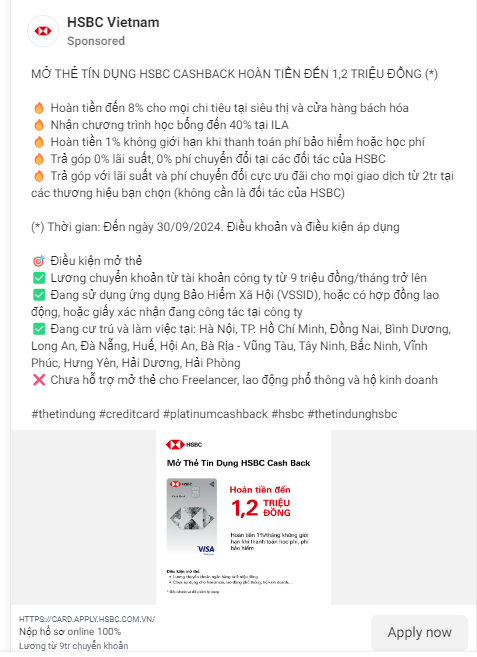 HSBC Vietnam
Sponsored
MỞ THẺ TÍN DỤNG HSBC CASHBACK HOÀN TIỀN ĐẾN 1,2 TRIỆU ĐỒNG (*)
🔥 Hoàn tiền đến 8% cho mọi chi tiêu tại siêu thị và cửa hàng bách hóa
🔥 Nhận chương trình học bổng đến 40% tại ILA
🔥 Hoàn tiền 1% không giới hạn khi thanh toán phí bảo hiểm hoặc học phí
🔥 Trả góp 0% lãi suất, 0% phí chuyển đổi tại các đối tác của HSBC
🔥 Trả góp với lãi suất và phí chuyển đổi cực ưu đãi cho mọi giao dịch từ 2tr tại
các thương hiệu bạn chọn (không cần là đối tác của HSBC)
(*) Thời gian: Đến ngày 30/09/2024. Điều khoản và điều kiện áp dụng
🎯 Điều kiện mở thẻ
✅ Lương chuyển khoản từ tài khoản công ty từ 9 triệu đồng/tháng trở lên
✅ Đang sử dụng ứng dụng Bảo Hiểm Xã Hội (VSSID), hoặc có hợp đồng lao
động, hoặc giấy xác nhận đang công tác tại công ty
✅ Đang cư trú và làm việc tại: Hà Nội, TP. Hồ Chí Minh, Đồng Nai, Bình Dương,
Long An, Đà Nẵng, Huế, Hội An, Bà Rịa - Vũng Tàu, Tây Ninh, Bắc Ninh, Vĩnh
Phúc, Hưng Yên, Hải Dương, Hải Phòng
❌ Chưa hỗ trợ mở thẻ cho Freelancer, lao động phổ thông và hộ kinh doanh
#thetindung #creditcard #platinumcashback #hsbc #thetindunghsbc
HSBC
Mở Thẻ Tín Dụng HSBC Cash Back
HSBC
VISA
Hoàn tiền đến
1,2 TRIỆU
ĐỒNG
Hoàn tiền 1%/tháng không giới
hạn khi thanh toán học phí, phí
bảo hiểm
Điều kiện mở thẻ:
HTTPS://CARD.APPLY.HSBC.COM.VN/
Nộp hồ sơ online 100%
Lương từ 9tr chuyển khoản
Apply now